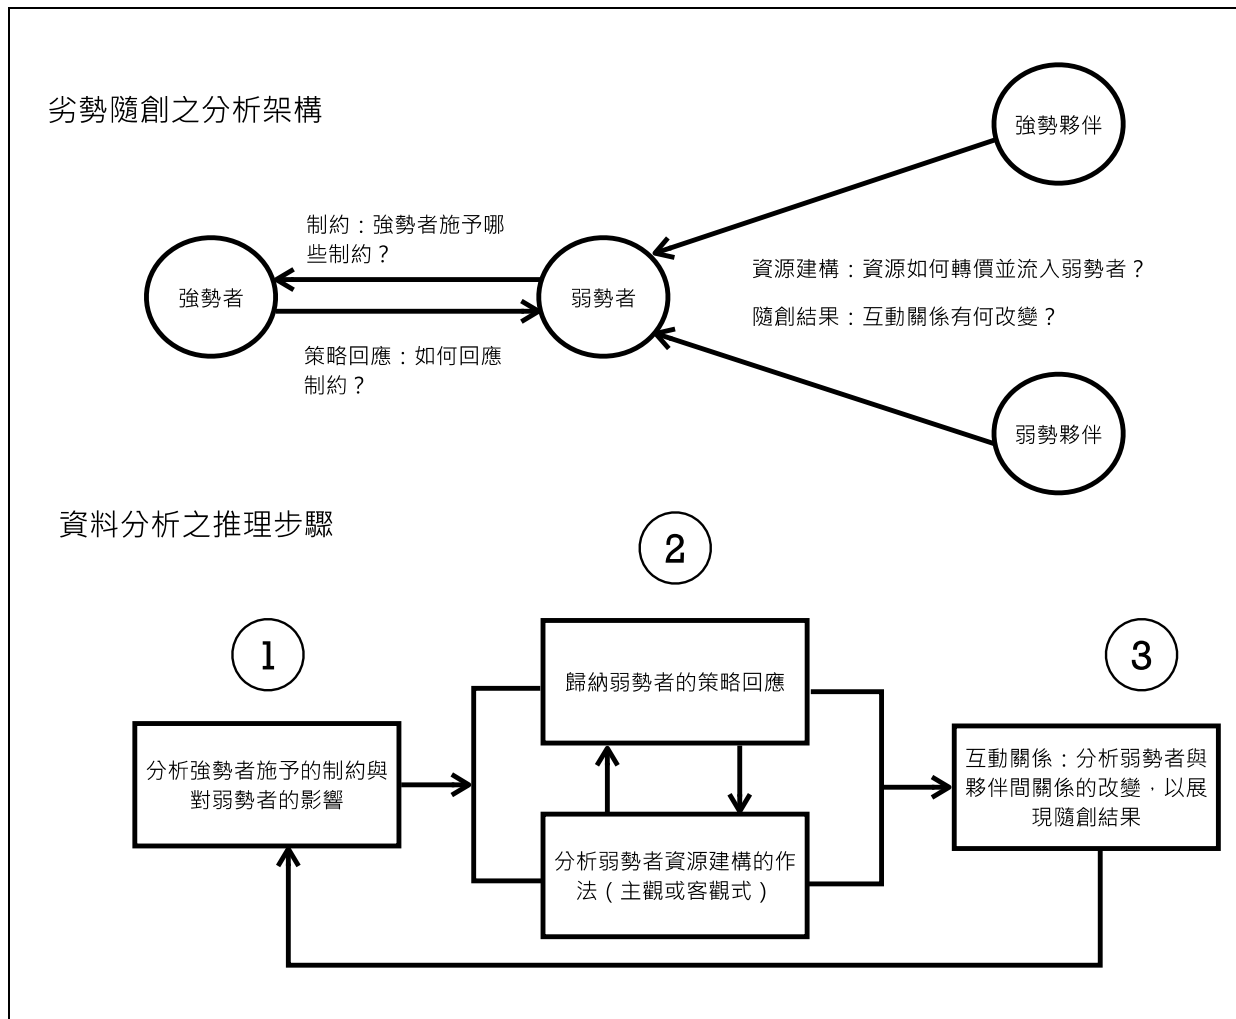 劣勢隨創之分析架構
強勢夥伴
制約：強勢者施予哪
些制約？
強勢者
弱勢者
資源建構：資源如何轉價並流入弱勢者？
隨創結果：互動關係有何改變？
策略回應：如何回應
制約？
弱勢夥伴
資料分析之推理步驟
1
2
3
分析強勢者施予的制約與
對弱勢者的影響
歸納弱勢者的策略回應
分析弱勢者資源建構的作
法（主觀或客觀式）
互動關係：分析弱勢者與
夥伴間關係的改變，以展
現隨創結果